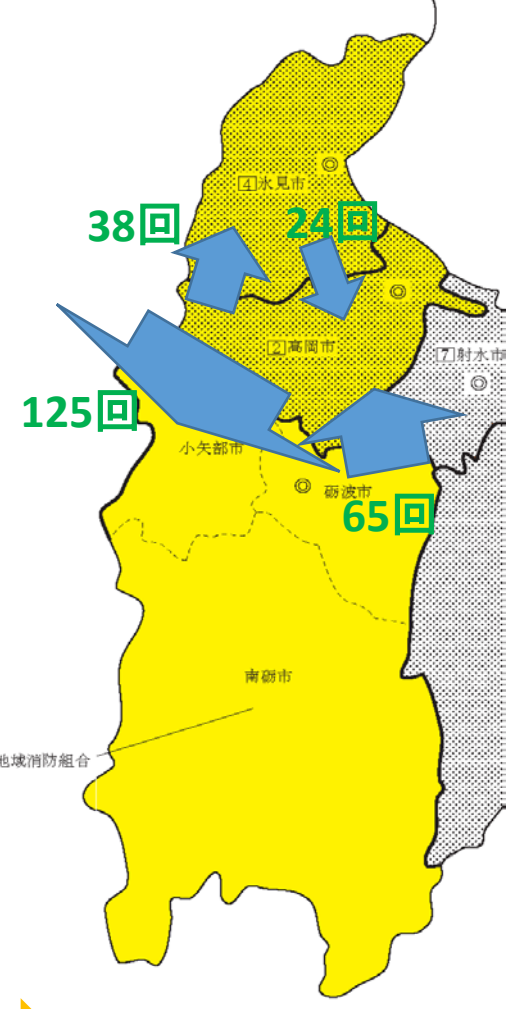 4 氷見市
38回
24回
2 高岡市
7 射水市
125回
小矢部市
砺波市
65回
南砺市
地域消防組合